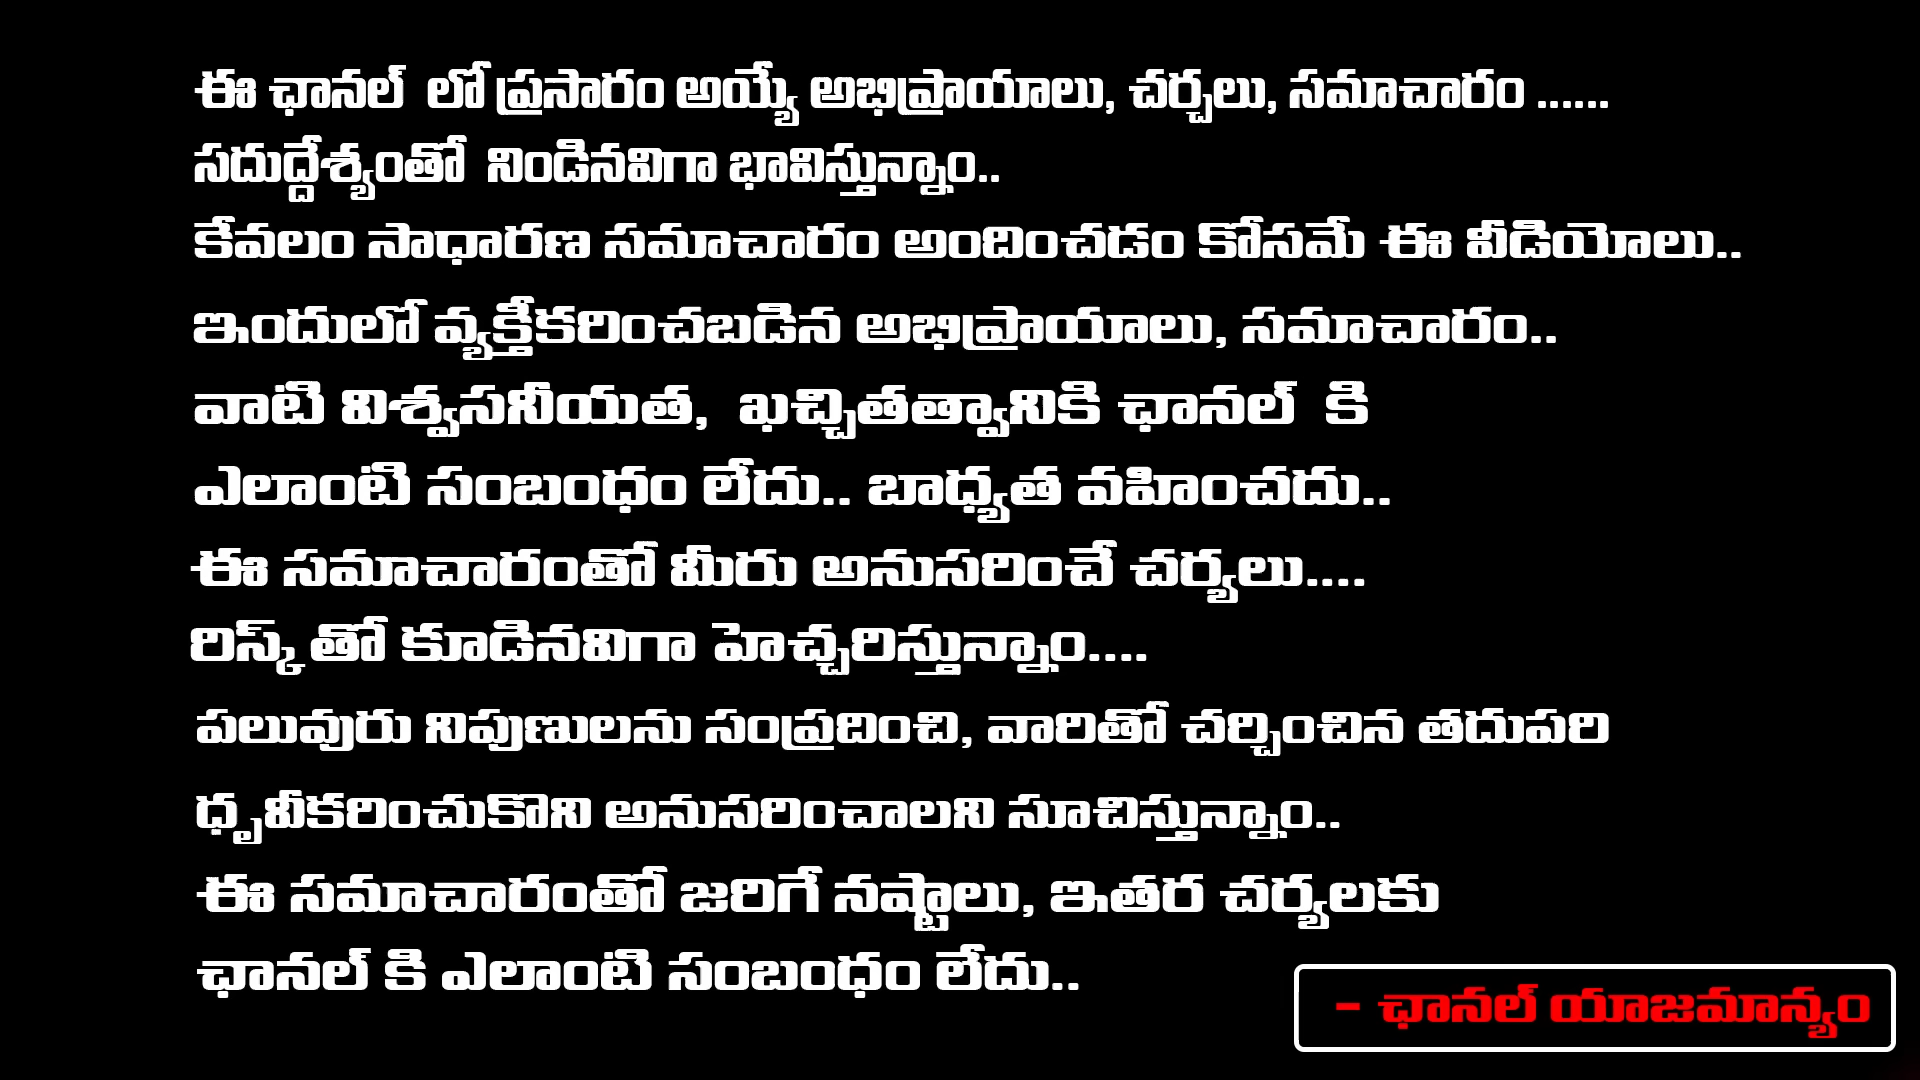 ఈ ఛానల్ లో ప్రసారం అయ్యే అభిప్రాయాలు, చర్చలు, సమాచారం ......
సదుద్దేశ్యంతో నిండినవిగా భావిస్తున్నాం..
కేవలం సాధారణ సమాచారం అందించడం కోసమే ఈ వీడియోలు..
ఇందులో వ్యక్తీకరించబడిన అభిప్రాయాలు, సమాచారం..
వాటి విశ్వసనీయత, ఖచ్చితత్వానికి ఛానల్ కి
ఎలాంటి సంబంధం లేదు.. బాధ్యత వహించదు..
ఈ సమాచారంతో మీరు అనుసరించే చర్యలు....
రిస్క్ తో కూడినవిగా హెచ్చరిస్తున్నాం....
పలువురు నిపుణులను సంప్రదించి, వారితో చర్చించిన తదుపరి
ధృవీకరించుకొని అనుసరించాలని సూచిస్తున్నాం..
ఈ సమాచారంతో జరిగే నష్టాలు, ఇతర చర్యలకు
ఛానల్ కి ఎలాంటి సంబంధం లేదు..
- ఛానల్ యాజమాన్యం